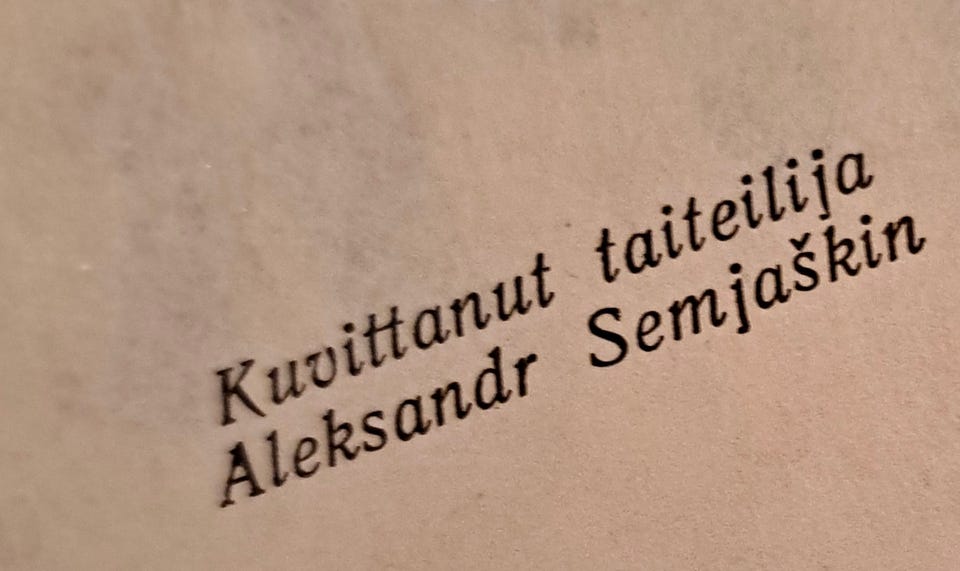 Kuvittanut taiteilija
Aleksandr Semjaškin